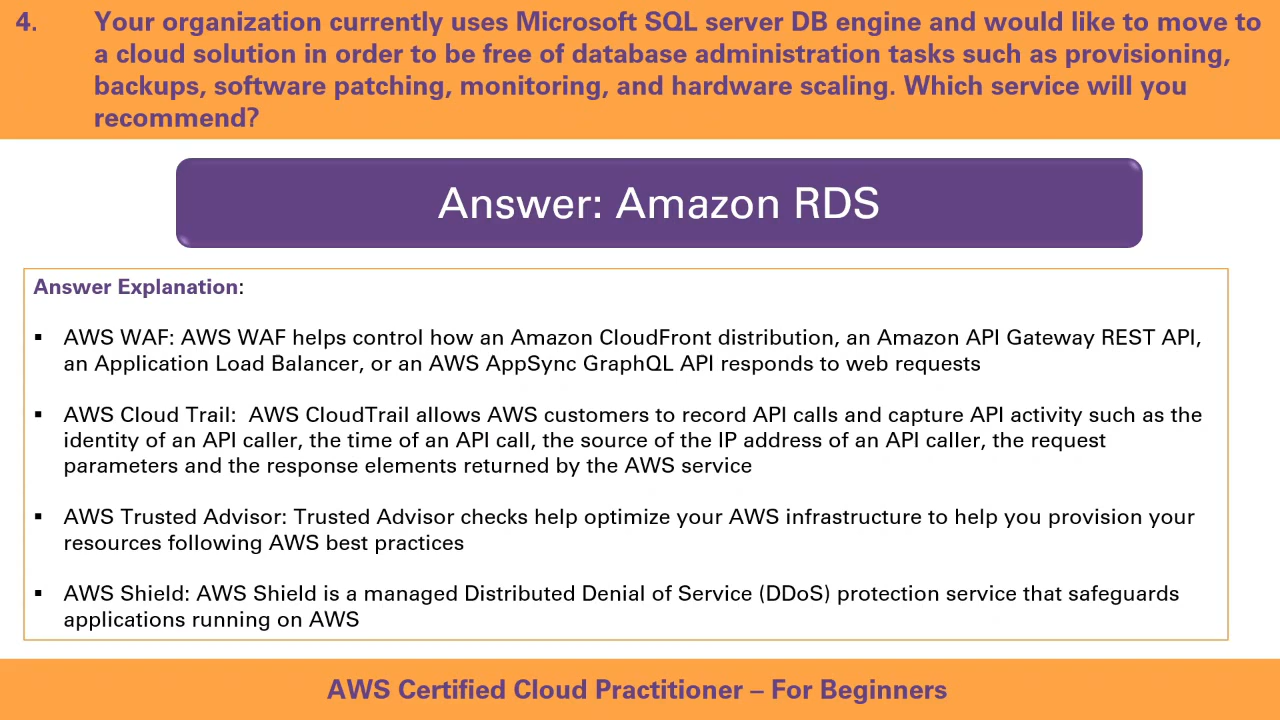 4. Your organization currently uses Microsoft SQL server DB engine and would like to move to
a cloud solution in order to be free of database administration tasks such as provisioning,
backups, software patching, monitoring, and hardware scaling. Which service will you
recommend?
Answer: Amazon RDS
Answer Explanation:
▪ AWS WAF: AWS WAF helps control how an Amazon CloudFront distribution, an Amazon API Gateway REST API,
an Application Load Balancer, or an AWS AppSync GraphQL API responds to web requests
▪ AWS Cloud Trail:  AWS CloudTrail allows AWS customers to record API calls and capture API activity such as the
identity of an API caller, the time of an API call, the source of the IP address of an API caller, the request
parameters and the response elements returned by the AWS service
▪ AWS Trusted Advisor: Trusted Advisor checks help optimize your AWS infrastructure to help you provision your
resources following AWS best practices
▪ AWS Shield: AWS Shield is a managed Distributed Denial of Service (DDoS) protection service that safeguards
applications running on AWS
AWS Certified Cloud Practitioner – For Beginners